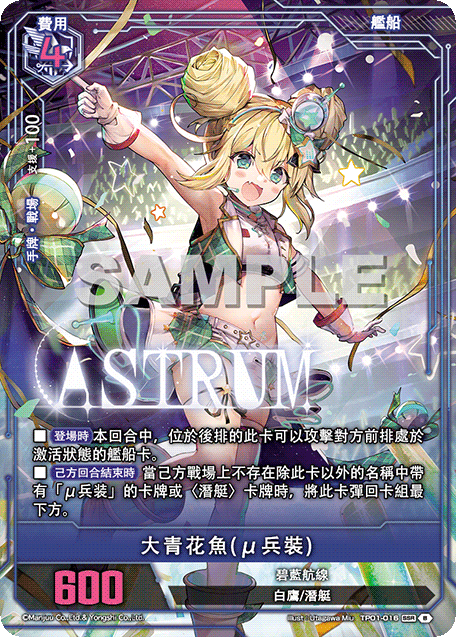 費用
4
艦船
支援+100
手牌・戰場
SAMPLE
ASTRUM
■ 登場時 本回合中，位於後排的此卡可以攻擊對方前排處於
激活狀態的艦船卡。
■ 己方回合結束時 當己方戰場上不存在除此卡以外的名稱中帶
有「μ兵裝」的卡牌或〈潛艇〉卡牌時，將此卡彈回卡組最
下方。
大青花魚(μ兵裝)
600
碧藍航線
白鷹/潛艇
©Manjuu Co.,Ltd.& Yongshi Co.,Ltd.
Illust : Utagawa Miu TP01-016 SSR